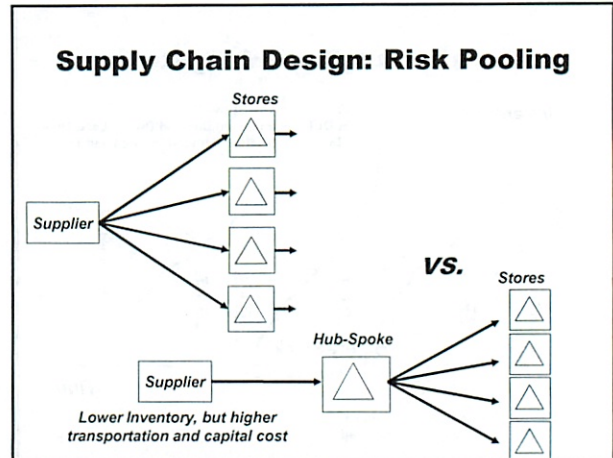 Supply Chain Design: Risk Pooling
Stores
Supplier
VS.
Stores
Hub-Spoke
Supplier
Lower Inventory, but higher
transportation and capital cost